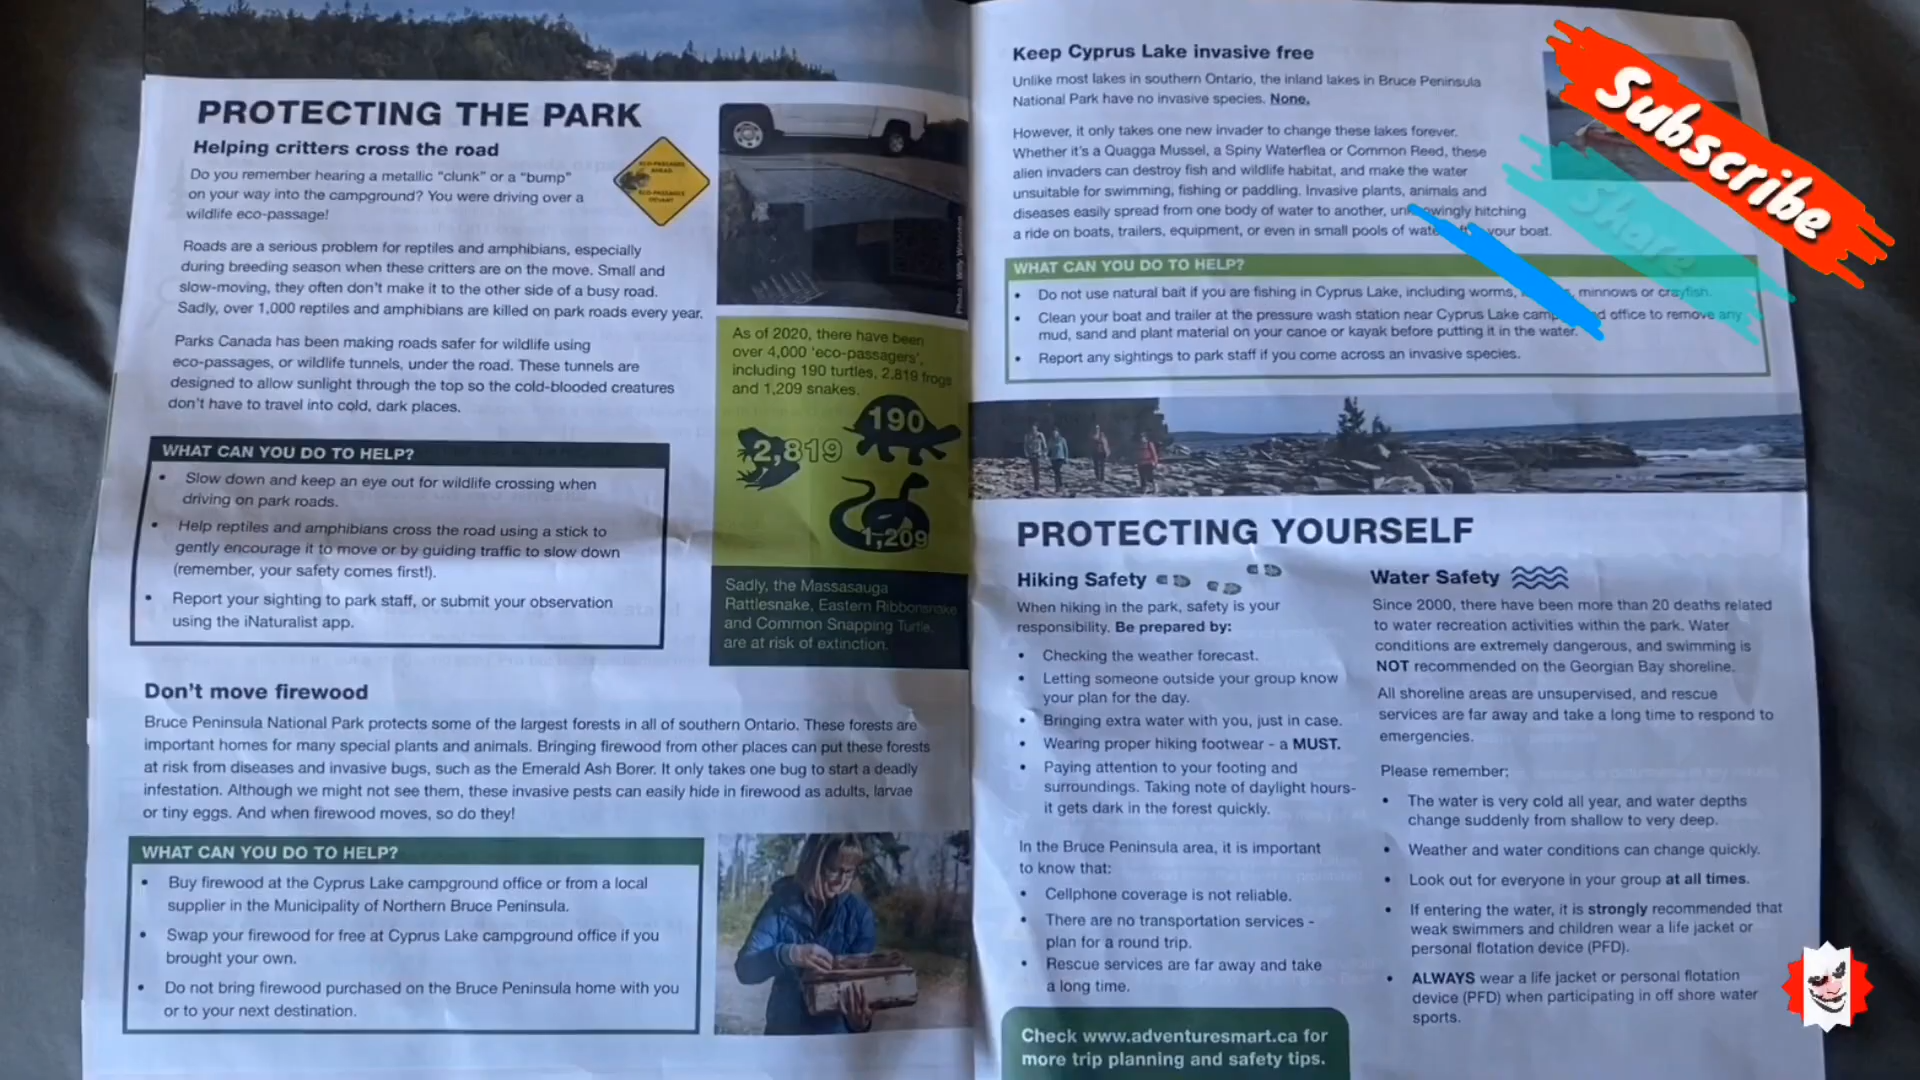 PROTECTING THE PARK
Helping critters cross the road
Do you remember hearing a metallic "clunk" or a "bump"
on your way into the campground? You were driving over a
wildlife eco-passage!
Roads are a serious problem for reptiles and amphibians, especially
during breeding season when these critters are on the move. Small and
slow-moving, they often don't make it to the other side of a busy road.
Sadly, over 1,000 reptiles and amphibians are killed on park roads every year.
Parks Canada has been making roads safer for wildlife using
eco-passages, or wildlife tunnels, under the road. These tunnels are
designed to allow sunlight through the top so the cold-blooded creatures
don't have to travel into cold, dark places.
WHAT CAN YOU DO TO HELP?
• Slow down and keep an eye out for wildlife crossing when
driving on park roads.
• Help reptiles and amphibians cross the road using a stick to
gently encourage it to move or by guiding traffic to slow down
(remember, your safety comes first!).
• Report your sighting to park staff, or submit your observation
using the iNaturalist app.
ECO-PASSAGES
AHEAD
ECO-PASSAGE
DEVANT
As of 2020, there have been
over 4,000 'eco-passagers',
including 190 turtles, 2,819 frogs
and 1,209 snakes.
190
2,819
1,209
Sadly, the Massasauga
Rattlesnake, Eastern Ribbonsnake
and Common Snapping Turtle,
are at risk of extinction.
Don't move firewood
Bruce Peninsula National Park protects some of the largest forests in all of southern Ontario. These forests are
important homes for many special plants and animals. Bringing firewood from other places can put these forests
at risk from diseases and invasive bugs, such as the Emerald Ash Borer. It only takes one bug to start a deadly
infestation. Although we might not see them, these invasive pests can easily hide in firewood as adults, larvae
or tiny eggs. And when firewood moves, so do they!
WHAT CAN YOU DO TO HELP?
• Buy firewood at the Cyprus Lake campground office or from a local
supplier in the Municipality of Northern Bruce Peninsula.
• Swap your firewood for free at Cyprus Lake campground office if you
brought your own.
• Do not bring firewood purchased on the Bruce Peninsula home with you
or to your next destination.
Keep Cyprus Lake invasive free
Unlike most lakes in southern Ontario, the inland lakes in Bruce Peninsula
National Park have no invasive species. None.
However, it only takes one new invader to change these lakes forever.
Whether it's a Quagga Mussel, a Spiny Waterflea or Common Reed, these
alien invaders can destroy fish and wildlife habitat, and make the water
unsuitable for swimming, fishing or paddling. Invasive plants, animals and
diseases easily spread from one body of water to another, unknowingly hitching
a ride on boats, trailers, equipment, or even in small pools of water your boat.
WHAT CAN YOU DO TO HELP?
• Do not use natural bait if you are fishing in Cyprus Lake, including worms, minnows or crayfish.
• Clean your boat and trailer at the pressure wash station near Cyprus Lake campground office to remove any
mud, sand and plant material on your canoe or kayak before putting it in the water.
• Report any sightings to park staff if you come across an invasive species.
PROTECTING YOURSELF
Hiking Safety
When hiking in the park, safety is your
responsibility. Be prepared by:
• Checking the weather forecast.
• Letting someone outside your group know
your plan for the day.
• Bringing extra water with you, just in case.
• Wearing proper hiking footwear - a MUST.
• Paying attention to your footing and
surroundings. Taking note of daylight hours-
it gets dark in the forest quickly.
In the Bruce Peninsula area, it is important
to know that:
• Cellphone coverage is not reliable.
• There are no transportation services -
plan for a round trip.
• Rescue services are far away and take
a long time.
Check www.adventuresmart.ca for
more trip planning and safety tips.
Water Safety
Since 2000, there have been more than 20 deaths related
to water recreation activities within the park. Water
conditions are extremely dangerous, and swimming is
NOT recommended on the Georgian Bay shoreline.
All shoreline areas are unsupervised, and rescue
services are far away and take a long time to respond to
emergencies.
Please remember:
• The water is very cold all year, and water depths
change suddenly from shallow to very deep.
• Weather and water conditions can change quickly.
• Look out for everyone in your group at all times.
• If entering the water, it is strongly recommended that
weak swimmers and children wear a life jacket or
personal flotation device (PFD).
• ALWAYS wear a life jacket or personal flotation
device (PFD) when participating in off shore water
sports.
Subscribe
Share